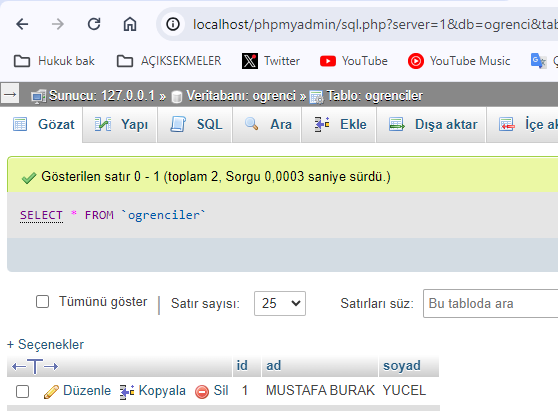 localhost/phpmyadmin/sql.php?server=1&db=ogrenci&tab
Hukuk bak AÇIKSEKMELER Twitter YouTube YouTube Music Ç
Sunucu: 127.0.0.1 » Veritabanı: ogrenci » Tablo: ogrenciler
Gözat Yapı SQL Ara Ekle Dışa aktar İçe ak
Gösterilen satır 0 - 1 (toplam 2, Sorgu 0,0003 saniye sürdü.)
SELECT * FROM `ogrenciler`
Tümünü göster Satır sayısı: 25 Satırları süz: Bu tabloda ara
+ Seçenekler
←T→ id ad soyad
Düzenle Kopyala Sil 1 MUSTAFA BURAK YUCEL